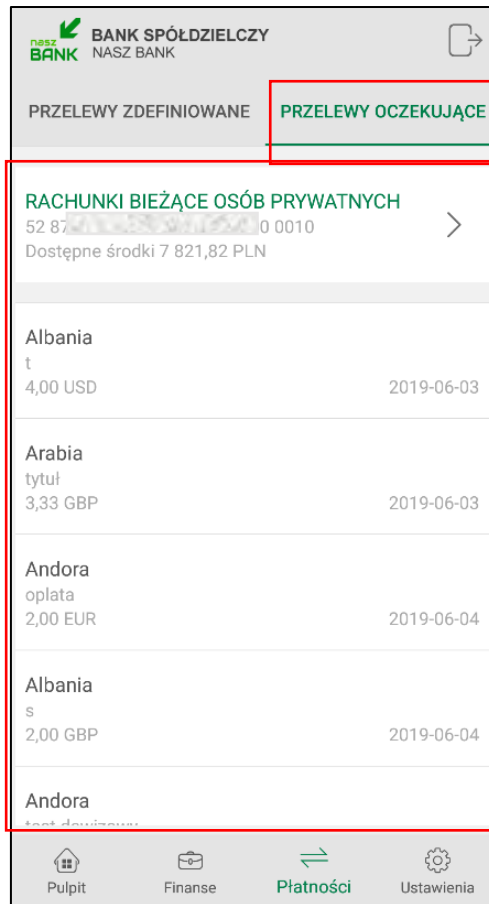 nasz
BANK
BANK SPÓŁDZIELCZY
NASZ BANK
PRZELEWY ZDEFINIOWANE
PRZELEWY OCZEKUJĄCE
RACHUNKI BIEŻĄCE OSÓB PRYWATNYCH
52 87 0 0010
Dostępne środki 7 821,82 PLN
Albania
t
4,00 USD 2019-06-03
Arabia
tytuł
3,33 GBP 2019-06-03
Andora
oplata
2,00 EUR 2019-06-04
Albania
s
2,00 GBP 2019-06-04
Andora
test dewizowy
Pulpit Finanse Płatności Ustawienia